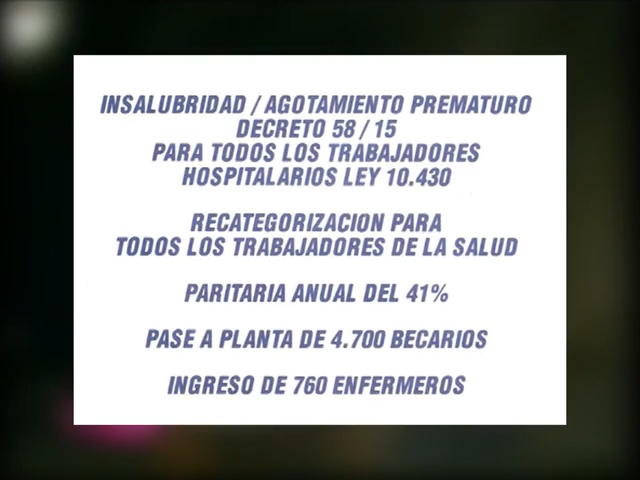 INSALUBRIDAD / AGOTAMIENTO PREMATURO
DECRETO 58 / 15
PARA TODOS LOS TRABAJADORES
HOSPITALARIOS LEY 10.430
RECATEGORIZACION PARA
TODOS LOS TRABAJADORES DE LA SALUD
PARITARIA ANUAL DEL 41%
PASE A PLANTA DE 4.700 BECARIOS
INGRESO DE 760 ENFERMEROS